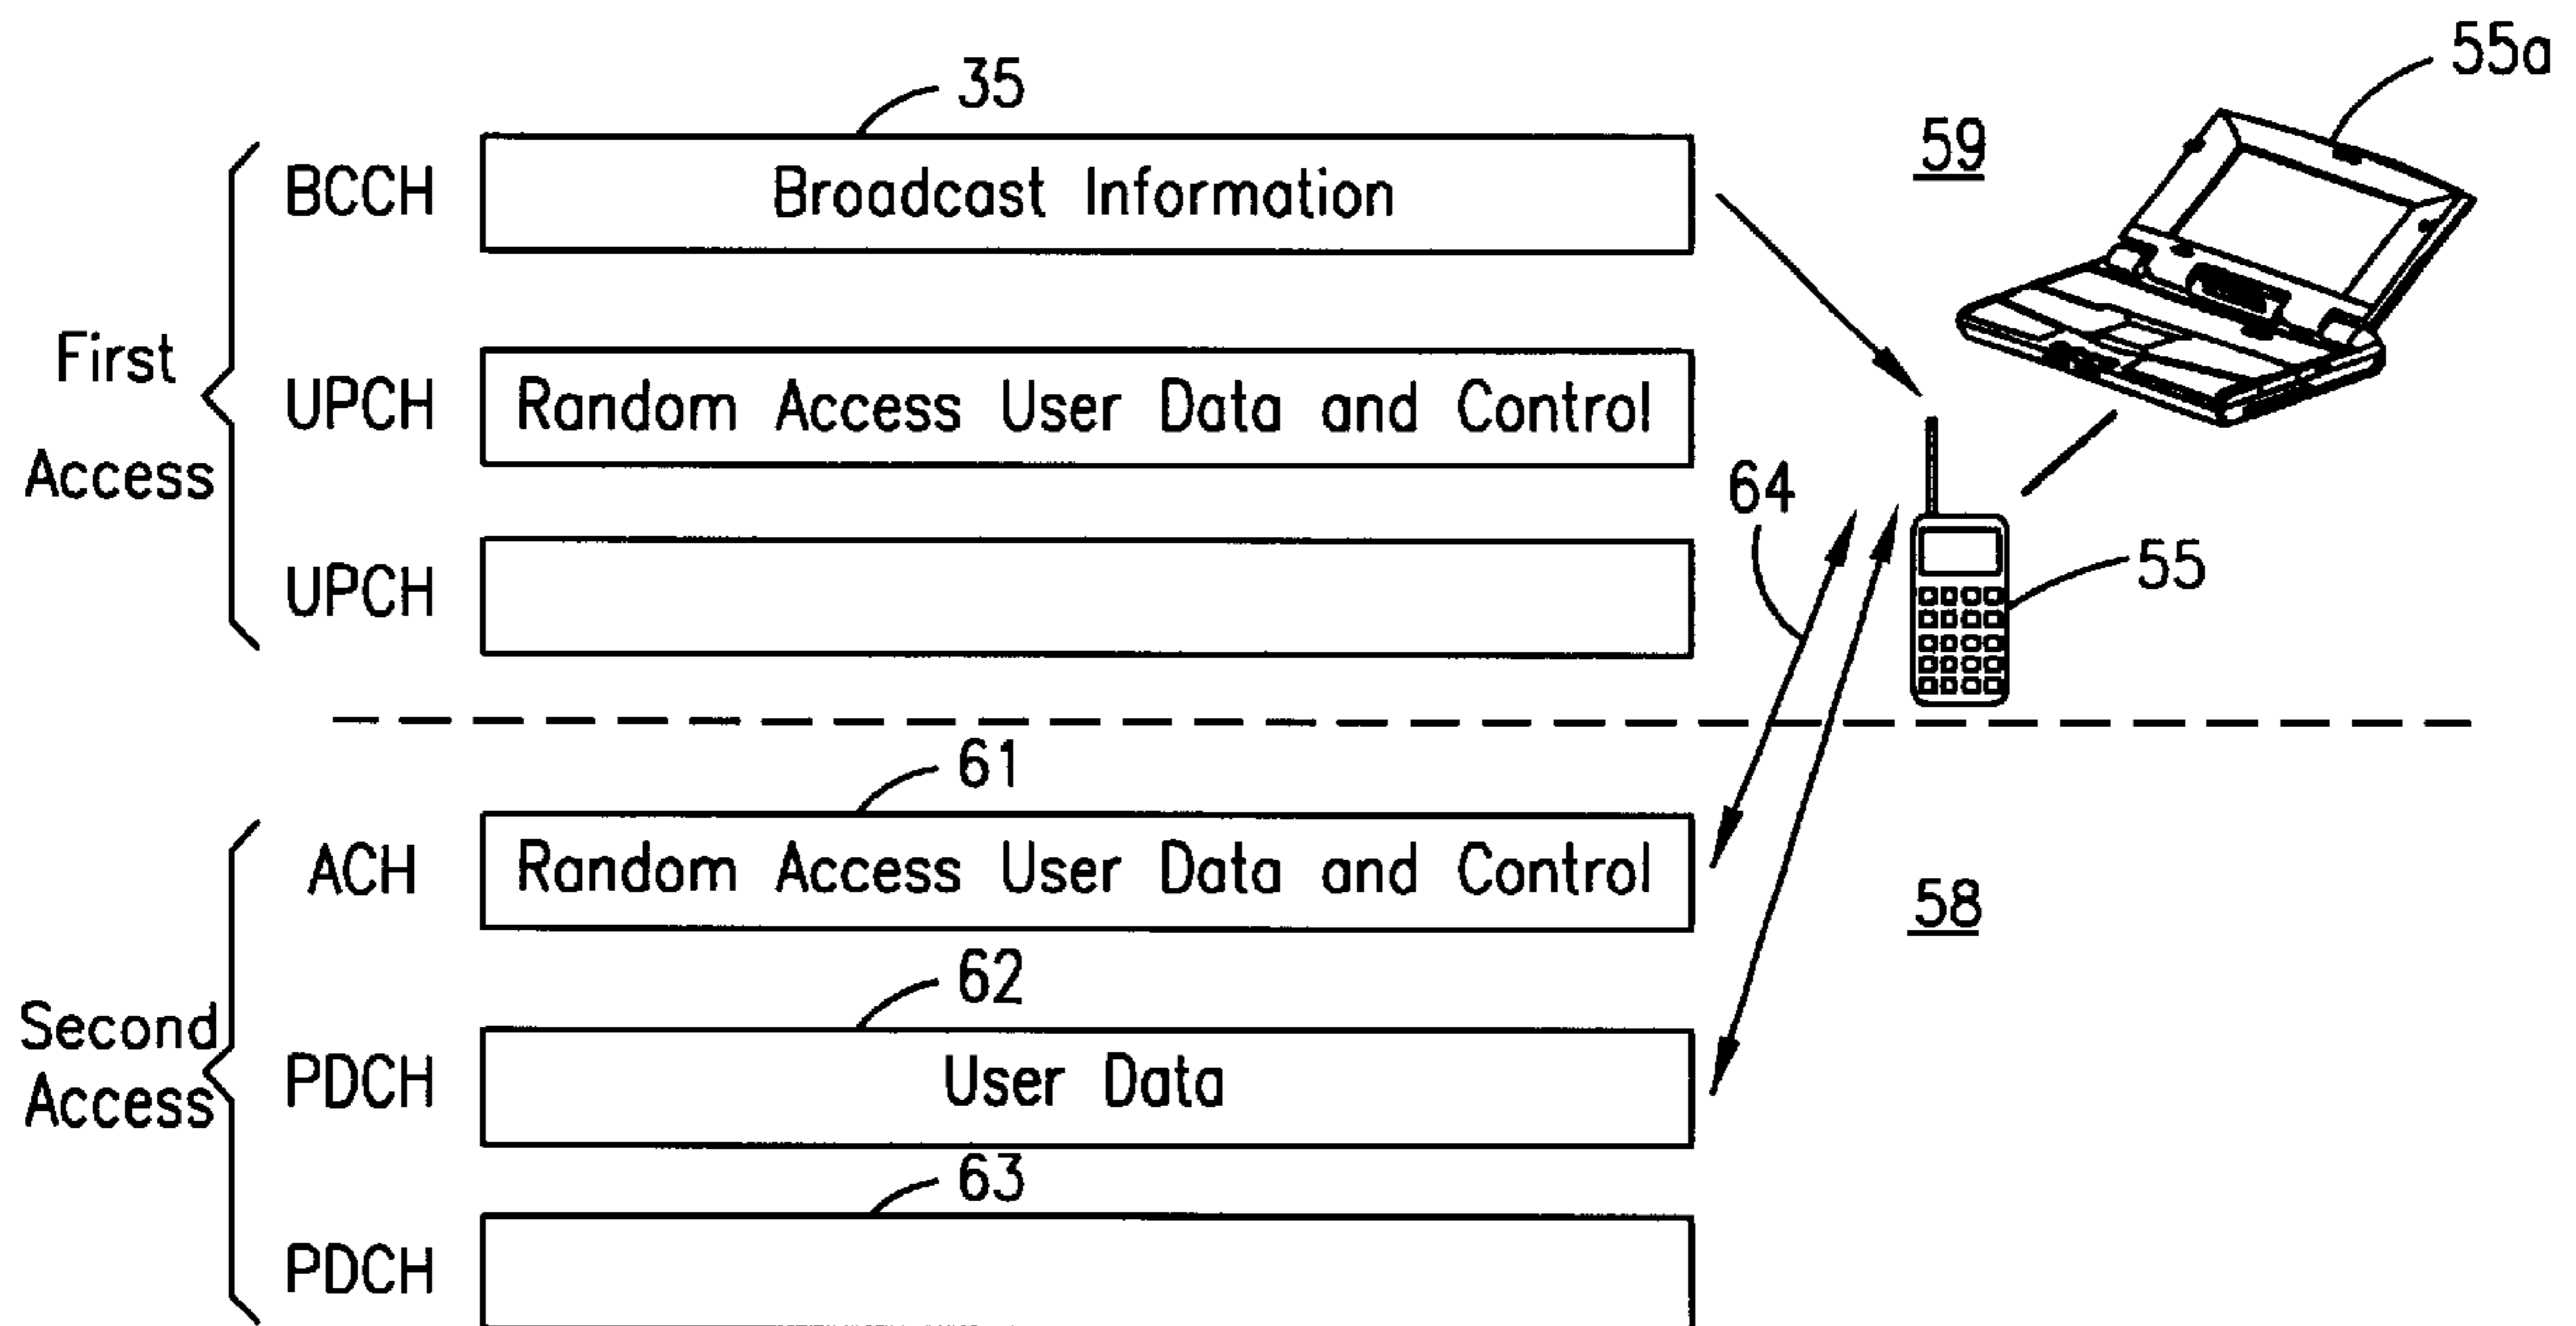 35
55a
59
BCCH Broadcast Information
First
Access
UPCH Random Access User Data and Control
64
UPCH
55
61
ACH Random Access User Data and Control
58
62
Second
Access
PDCH User Data
63
PDCH